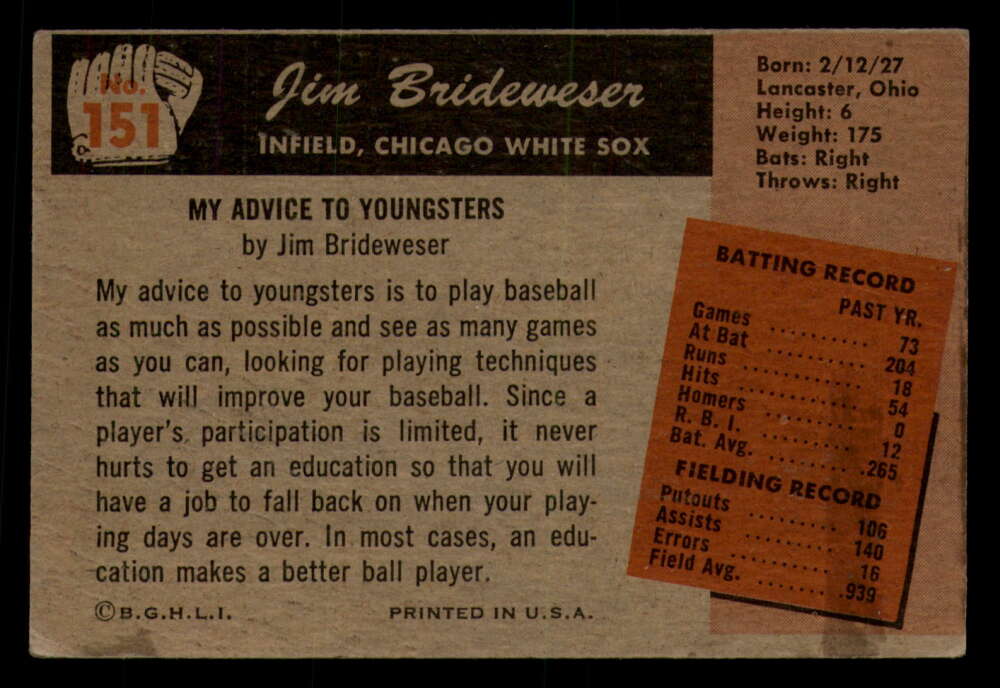 No.
151
Jim Brideweser
INFIELD, CHICAGO WHITE SOX
Born: 2/12/27
Lancaster, Ohio
Height: 6
Weight: 175
Bats: Right
Throws: Right
MY ADVICE TO YOUNGSTERS
by Jim Brideweser
My advice to youngsters is to play baseball
as much as possible and see as many games
as you can, looking for playing techniques
that will improve your baseball. Since a
player's participation is limited, it never
hurts to get an education so that you will
have a job to fall back on when your play-
ing days are over. In most cases, an edu-
cation makes a better ball player.
©B.G.H.L.I.
PRINTED IN U.S.A.
BATTING RECORD
PAST YR.
Games .......... 73
At Bat .......... 204
Runs .......... 18
Hits .......... 54
Homers .......... 0
R. B. I. .......... 12
Bat. Avg. .......... .265
FIELDING RECORD
Putouts .......... 106
Assists .......... 140
Errors .......... 16
Field Avg. ....... .939